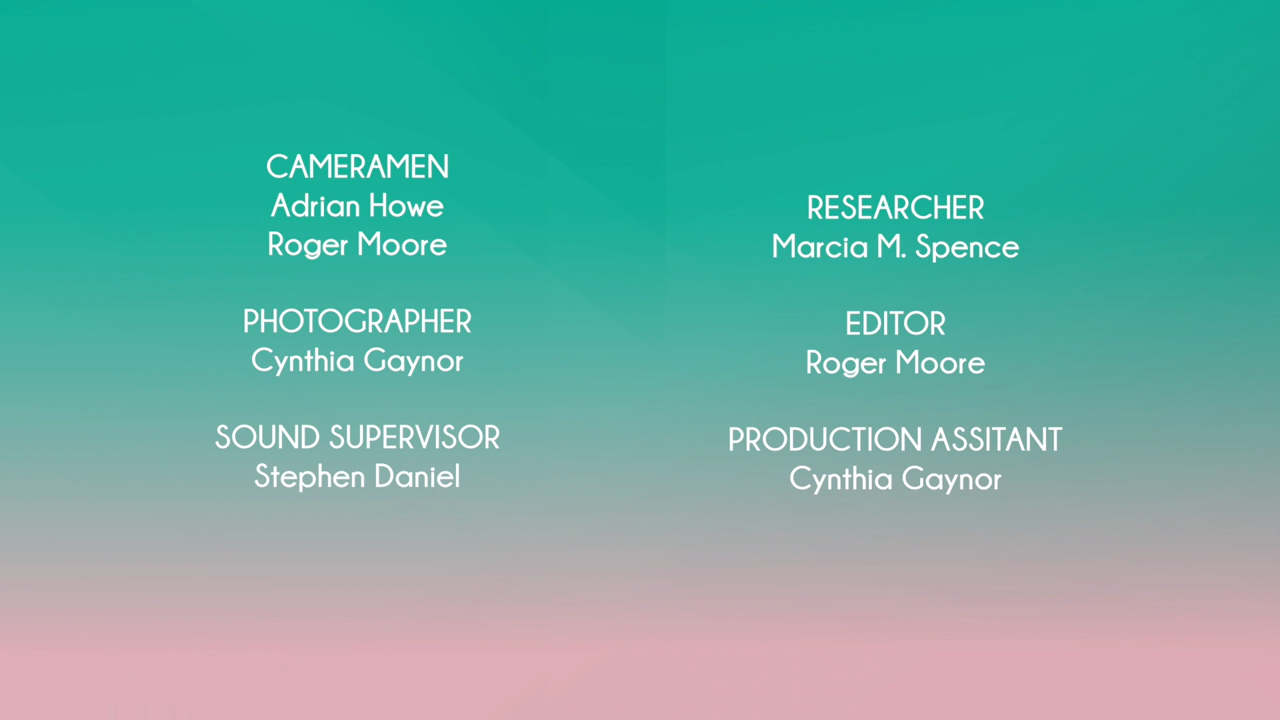 CAMERAMEN
Adrian Howe
Roger Moore
PHOTOGRAPHER
Cynthia Gaynor
SOUND SUPERVISOR
Stephen Daniel
RESEARCHER
Marcia M. Spence
EDITOR
Roger Moore
PRODUCTION ASSITANT
Cynthia Gaynor